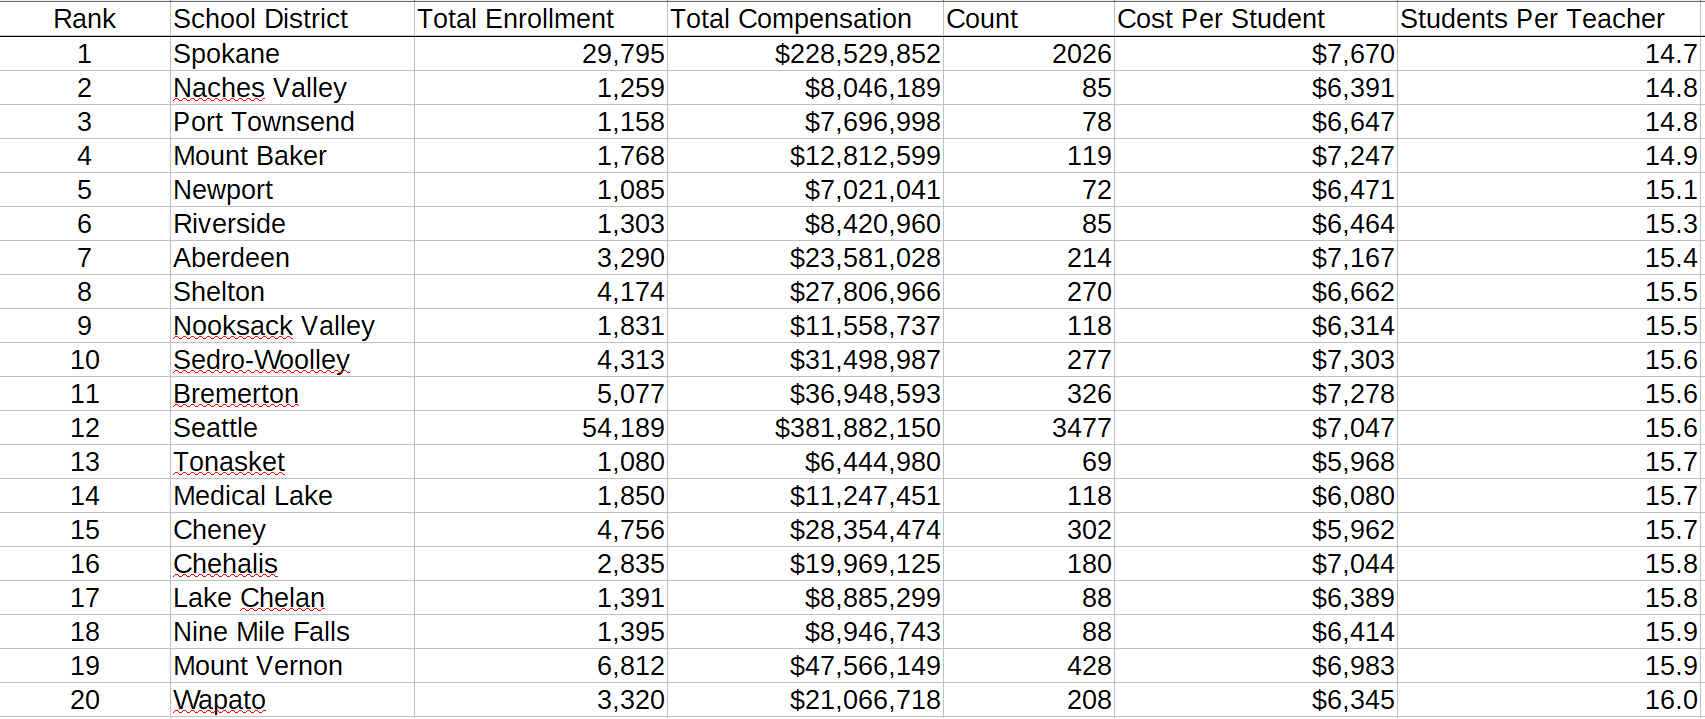 Rank School District Total Enrollment Total Compensation Count Cost Per Student Students Per Teacher
1 Spokane 29,795 $228,529,852 2026 $7,670 14.7
2 Naches Valley 1,259 $8,046,189 85 $6,391 14.8
3 Port Townsend 1,158 $7,696,998 78 $6,647 14.8
4 Mount Baker 1,768 $12,812,599 119 $7,247 14.9
5 Newport 1,085 $7,021,041 72 $6,471 15.1
6 Riverside 1,303 $8,420,960 85 $6,464 15.3
7 Aberdeen 3,290 $23,581,028 214 $7,167 15.4
8 Shelton 4,174 $27,806,966 270 $6,662 15.5
9 Nooksack Valley 1,831 $11,558,737 118 $6,314 15.5
10 Sedro-Woolley 4,313 $31,498,987 277 $7,303 15.6
11 Bremerton 5,077 $36,948,593 326 $7,278 15.6
12 Seattle 54,189 $381,882,150 3477 $7,047 15.6
13 Tonasket 1,080 $6,444,980 69 $5,968 15.7
14 Medical Lake 1,850 $11,247,451 118 $6,080 15.7
15 Cheney 4,756 $28,354,474 302 $5,962 15.7
16 Chehalis 2,835 $19,969,125 180 $7,044 15.8
17 Lake Chelan 1,391 $8,885,299 88 $6,389 15.8
18 Nine Mile Falls 1,395 $8,946,743 88 $6,414 15.9
19 Mount Vernon 6,812 $47,566,149 428 $6,983 15.9
20 Wapato 3,320 $21,066,718 208 $6,345 16.0